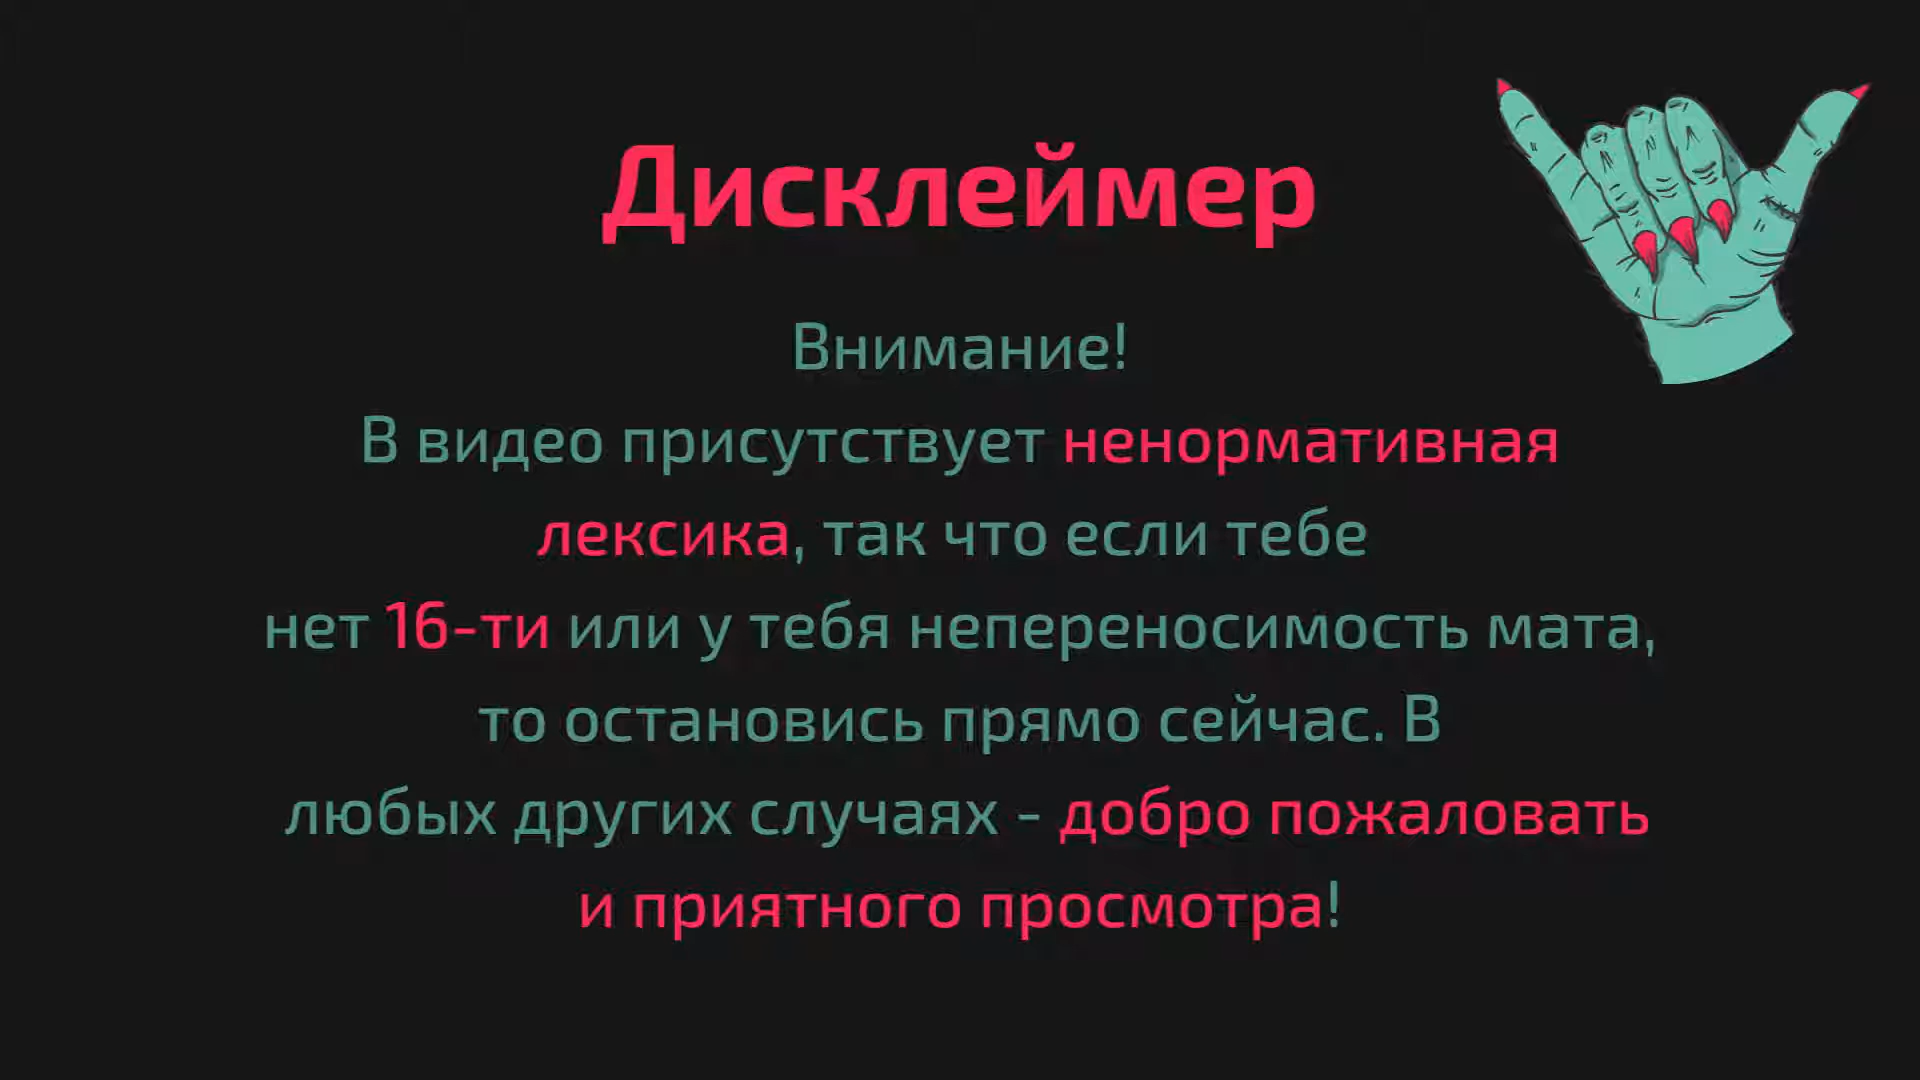 Дисклеймер
Внимание!
В видео присутствует ненормативная
лексика, так что если тебе
нет 16-ти или у тебя непереносимость мата,
то остановись прямо сейчас. В
любых других случаях - добро пожаловать
и приятного просмотра!